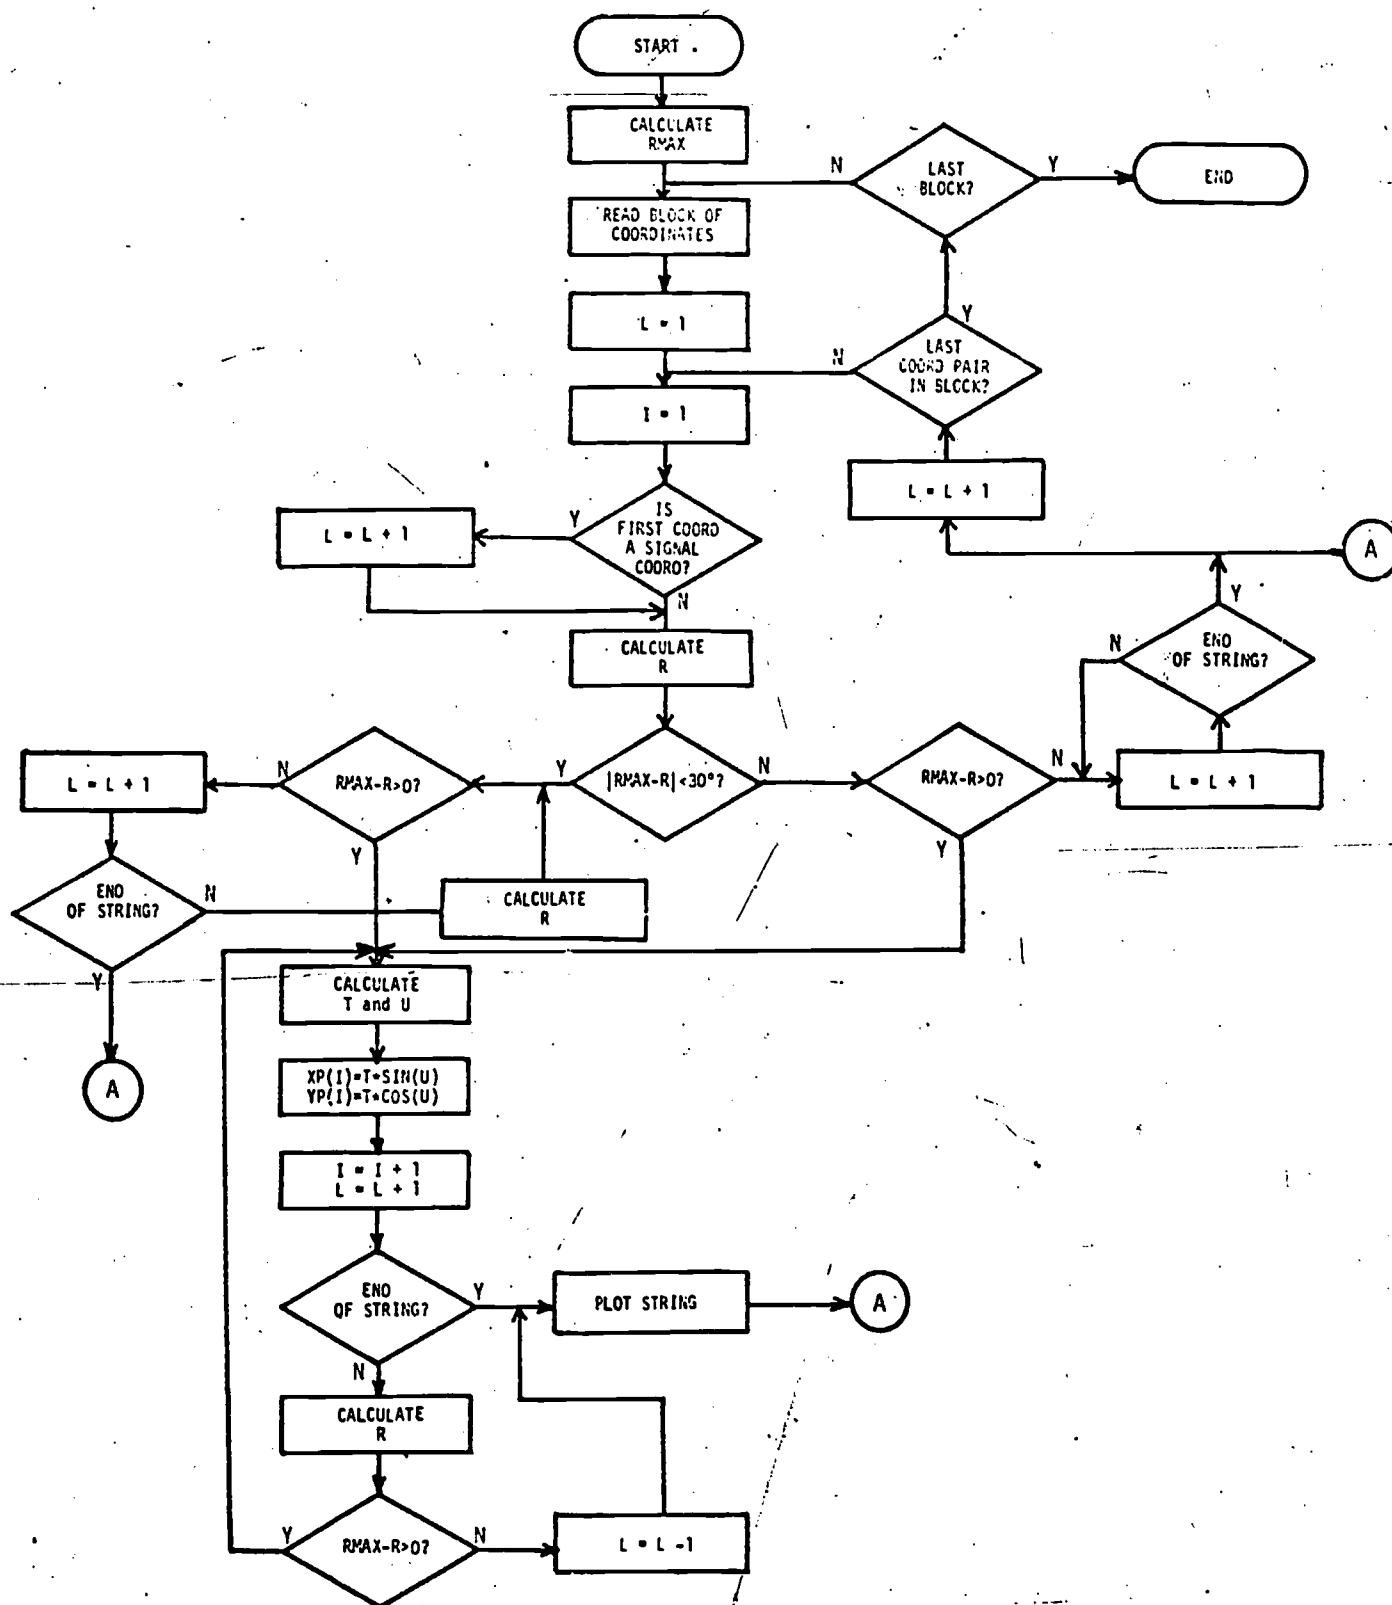 START .
CALCULATE
RMAX
N
LAST
BLOCK?
Y
END
READ BLOCK OF
COORDINATES
L = 1
N
LAST
COORD PAIR
IN BLOCK?
Y
I = 1
L = L + 1
Y
IS
FIRST COORD
A SIGNAL
COORD?
N
L = L + 1
A
Y
CALCULATE
R
N
END
OF STRING?
L = L + 1
N
RMAX-R>0?
Y
|RMAX-R|<30°?
N
RMAX-R>0?
N
L = L + 1
Y
Y
END
OF STRING?
N
CALCULATE
R
Y
CALCULATE
T and U
A
XP(I)=T*SIN(U)
YP(I)=T*COS(U)
I = I + 1
L = L + 1
END
OF STRING?
Y
PLOT STRING
A
N
CALCULATE
R
Y
RMAX-R>0?
N
L = L -1